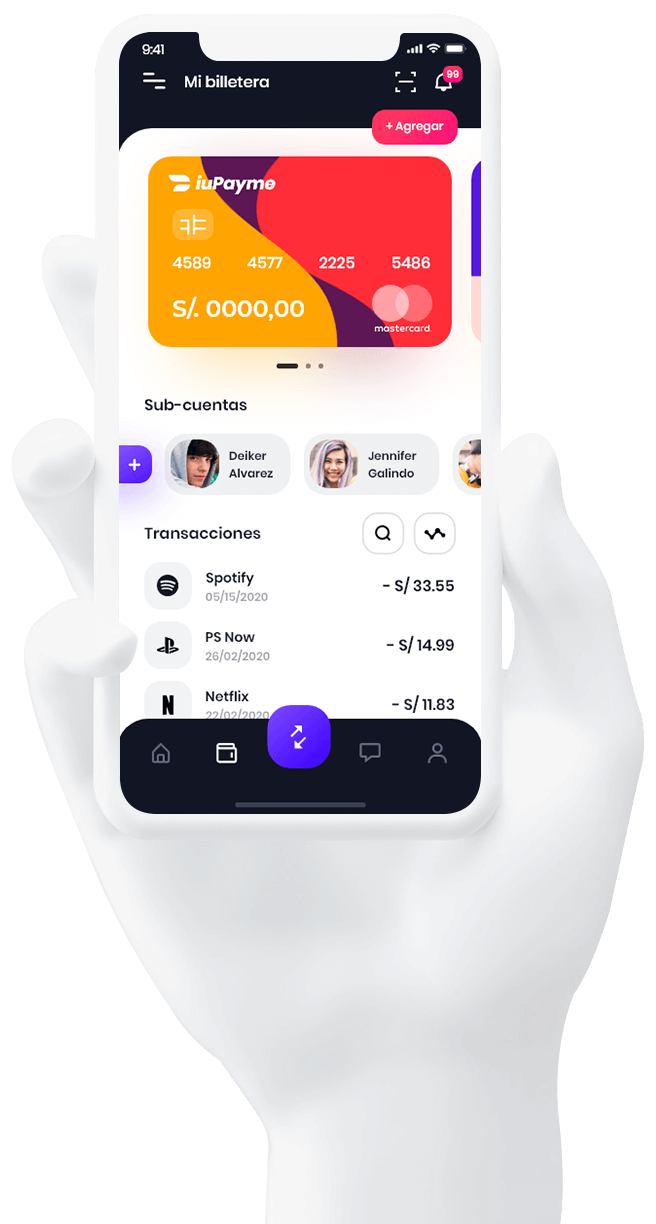 9:41
Mi billetera
99
+ Agregar
iuPayme
4589 4577 2225 5486
S/. 0000,00
mastercard
Sub-cuentas
+
Deiker
Alvarez
Jennifer
Galindo
Transacciones
Spotify
05/15/2020
- S/ 33.55
PS Now
26/02/2020
- S/ 14.99
Netflix
22/02/2020
- S/ 11.83